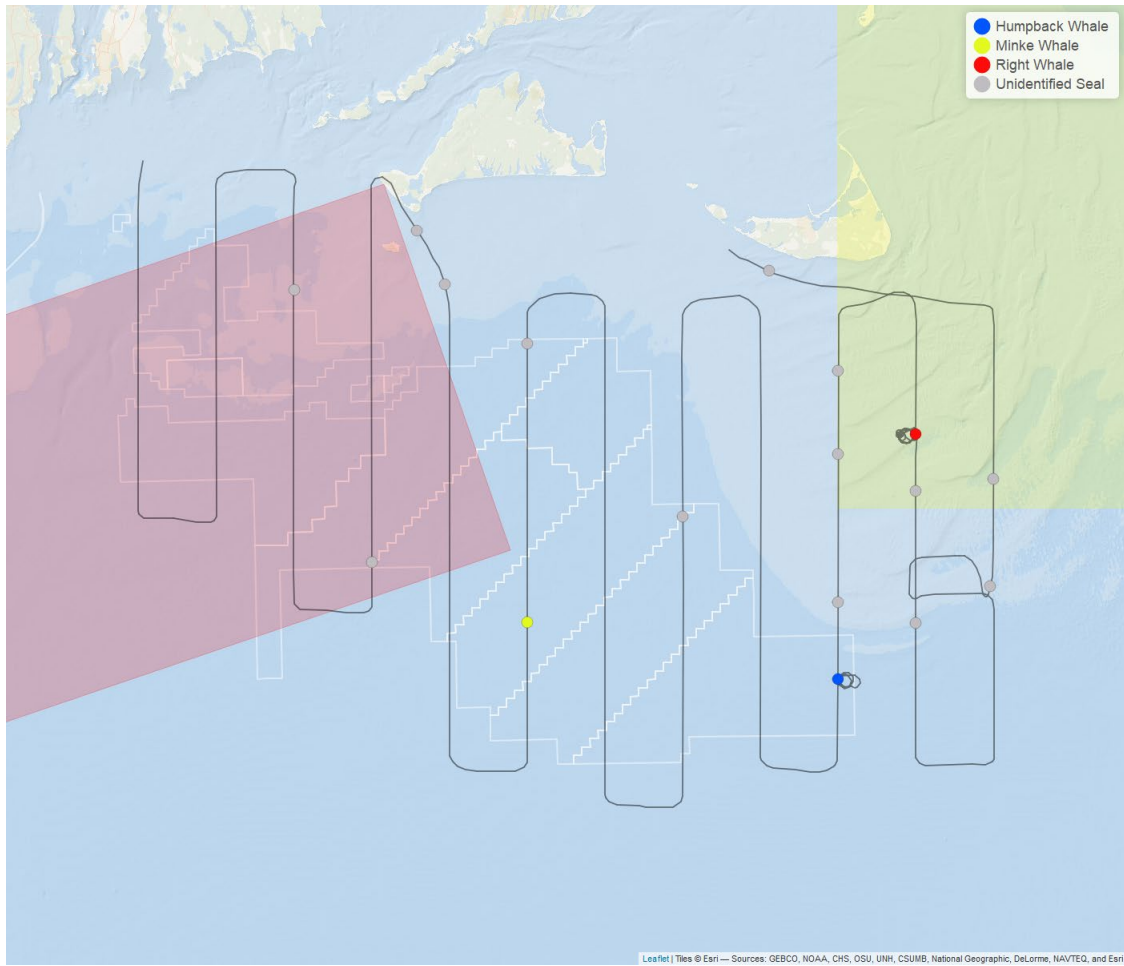 Humpback Whale
Minke Whale
Right Whale
Unidentified Seal
Leaflet | Tiles © Esri — Sources: GEBCO, NOAA, CHS, OSU, UNH, CSUMB, National Geographic, DeLorme, NAVTEQ, and Esri